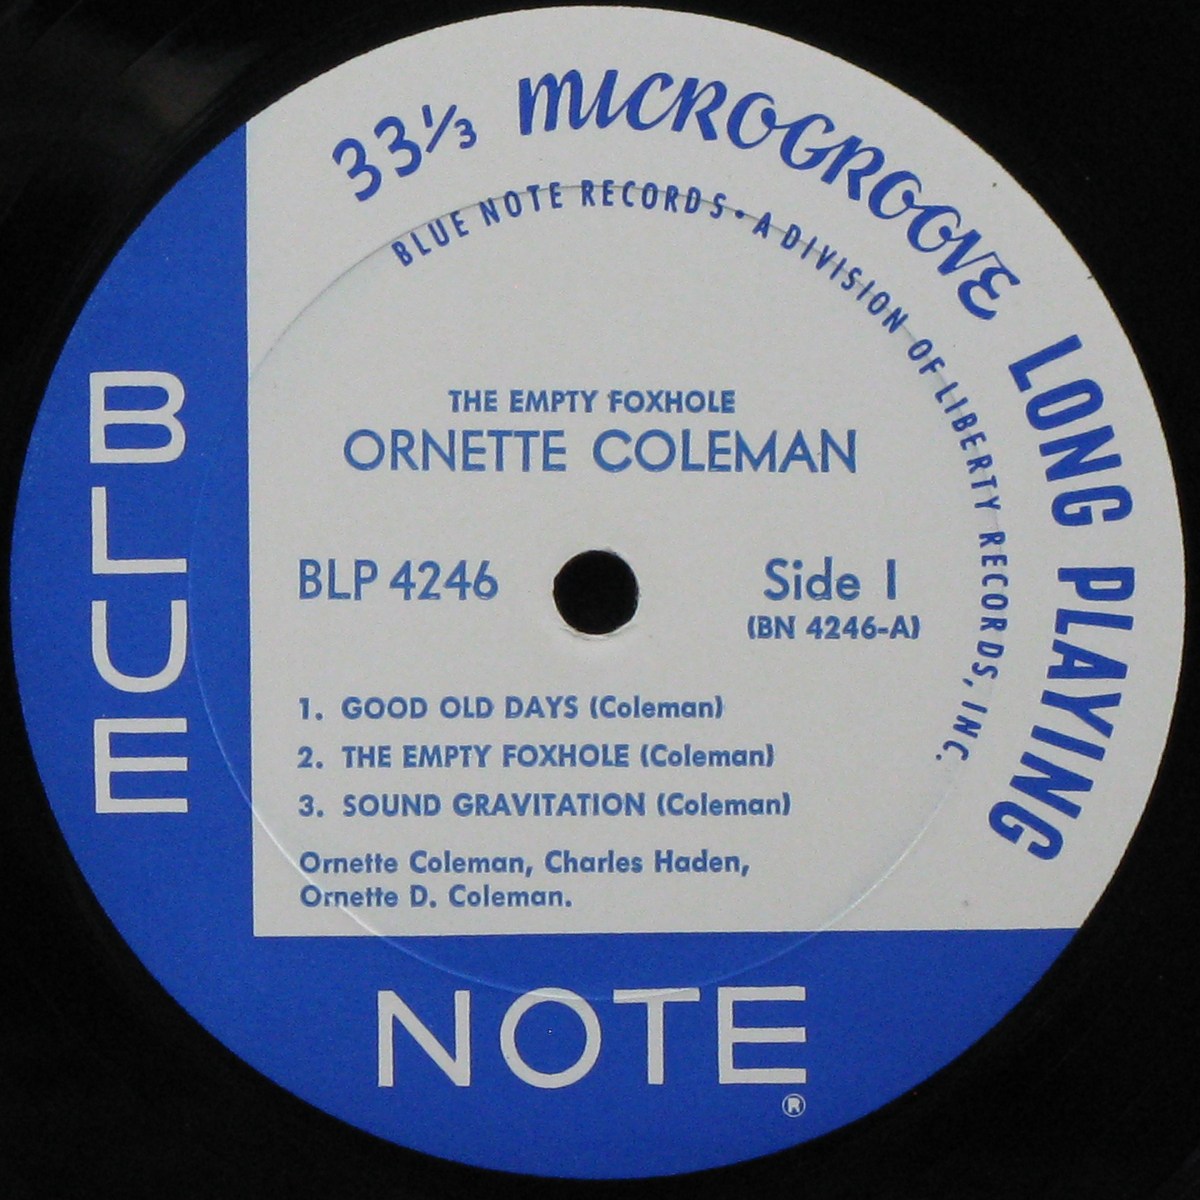 33⅓ MICROGROOVE LONG PLAYING
BLUE NOTE RECORDS • A DIVISION OF LIBERTY RECORDS, INC.
THE EMPTY FOXHOLE
ORNETTE COLEMAN
BLP 4246
Side 1
(BN 4246-A)
1. GOOD OLD DAYS (Coleman)
2. THE EMPTY FOXHOLE (Coleman)
3. SOUND GRAVITATION (Coleman)
Ornette Coleman, Charles Haden,
Ornette D. Coleman.
BLUE
NOTE
®